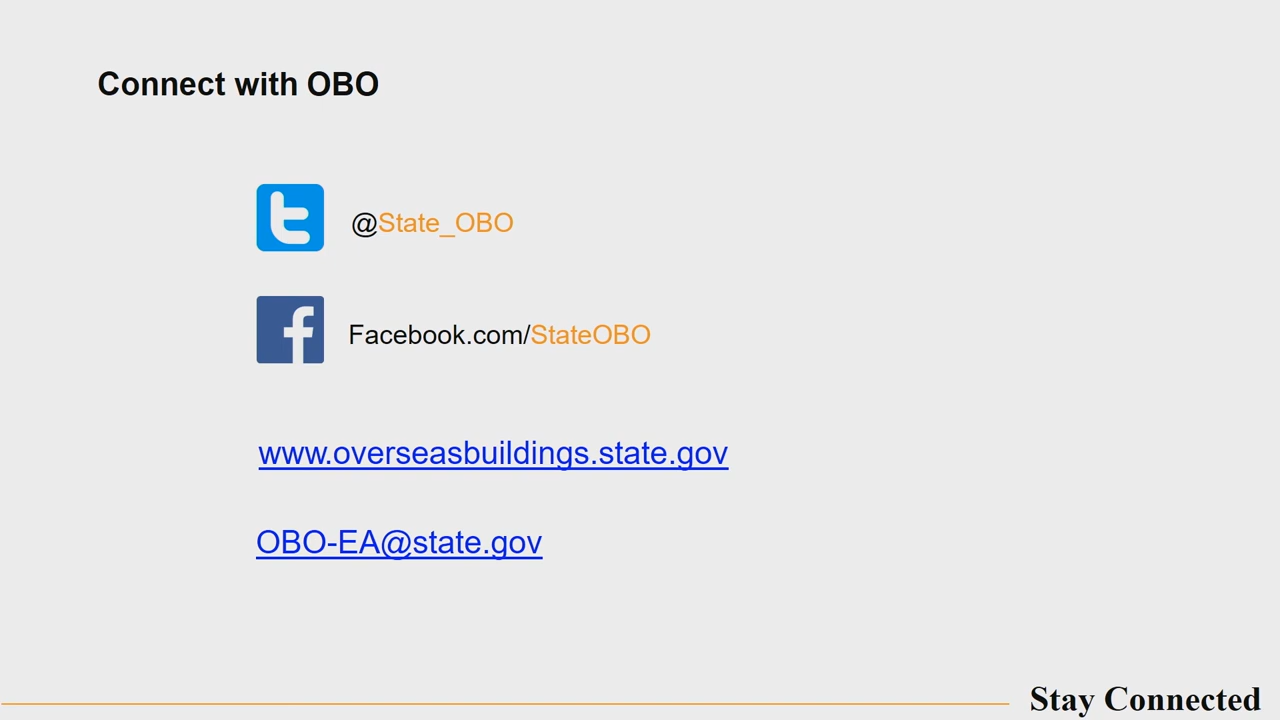 Connect with OBO
@State_OBO
Facebook.com/StateOBO
www.overseasbuildings.state.gov
OBO-EA@state.gov
Stay Connected